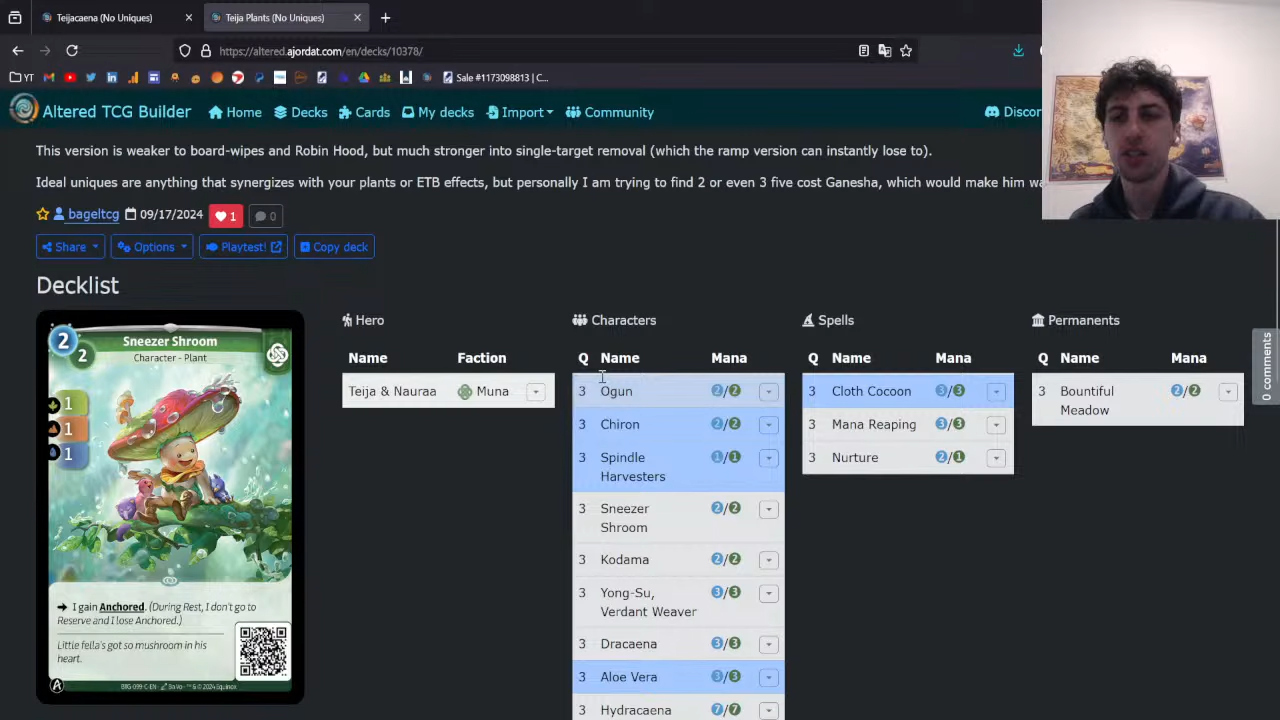 Teijacaena (No Uniques)
Teija Plants (No Uniques)
https://altered.ajordat.com/en/decks/10378/
YT
Sale #1173098813 | C...
Altered TCG Builder
Home
Decks
Cards
My decks
Import
Community
Discor
This version is weaker to board-wipes and Robin Hood, but much stronger into single-target removal (which the ramp version can instantly lose to).
Ideal uniques are anything that synergizes with your plants or ETB effects, but personally I am trying to find 2 or even 3 five cost Ganesha, which would make him wa
bageltcg 09/17/2024 1 0
Share Options Playtest! Copy deck
Decklist
2
2
Sneezer Shroom
Character - Plant
1
1
1
I gain Anchored. (During Rest, I don't go to
Reserve and I lose Anchored.)
Little fella's got so mushroom in his
heart.
Hero
Name Faction
Teija & Nauraa Muna
Characters
Q Name Mana
3 Ogun 2/2
3 Chiron 2/2
3 Spindle Harvesters 1/1
3 Sneezer Shroom 2/2
3 Kodama 2/2
3 Yong-Su, Verdant Weaver 3/3
3 Dracaena 3/3
3 Aloe Vera 3/3
3 Hydracaena 7/7
Spells
Q Name Mana
3 Cloth Cocoon 3/3
3 Mana Reaping 3/3
3 Nurture 2/1
Permanents
Q Name Mana
3 Bountiful Meadow 2/2
0 comments